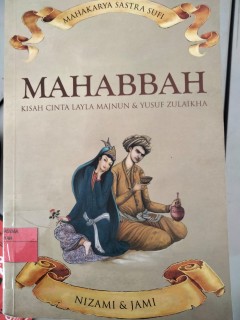 MAHAKARYA SASTRA SUFI
MAHABBAH
KISAH CINTA LAYLA MAJNUN & YUSUF ZULAIKHA
NIZAMI & JAMI